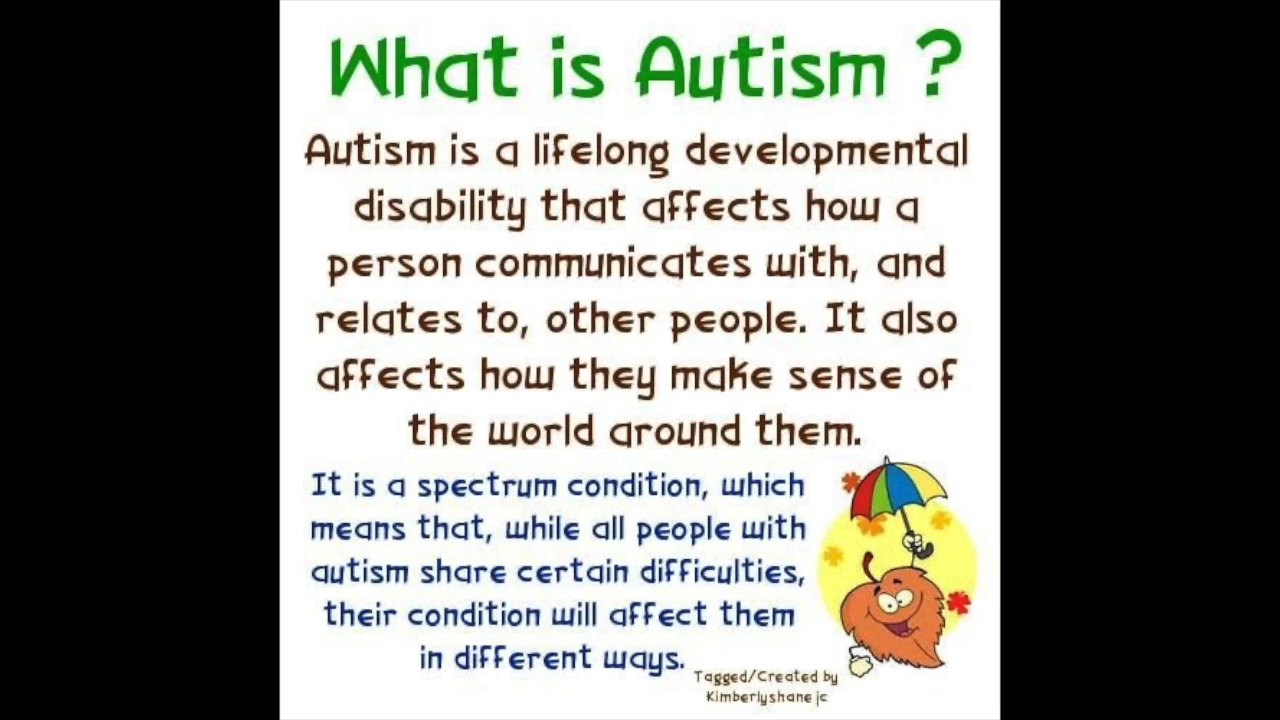 What is Autism ?
Autism is a lifelong developmental
disability that affects how a
person communicates with, and
relates to, other people. It also
affects how they make sense of
the world around them.
It is a spectrum condition, which
means that, while all people with
autism share certain difficulties,
their condition will affect them
in different ways.
Tagged/Created by
Kimberlyshane jc